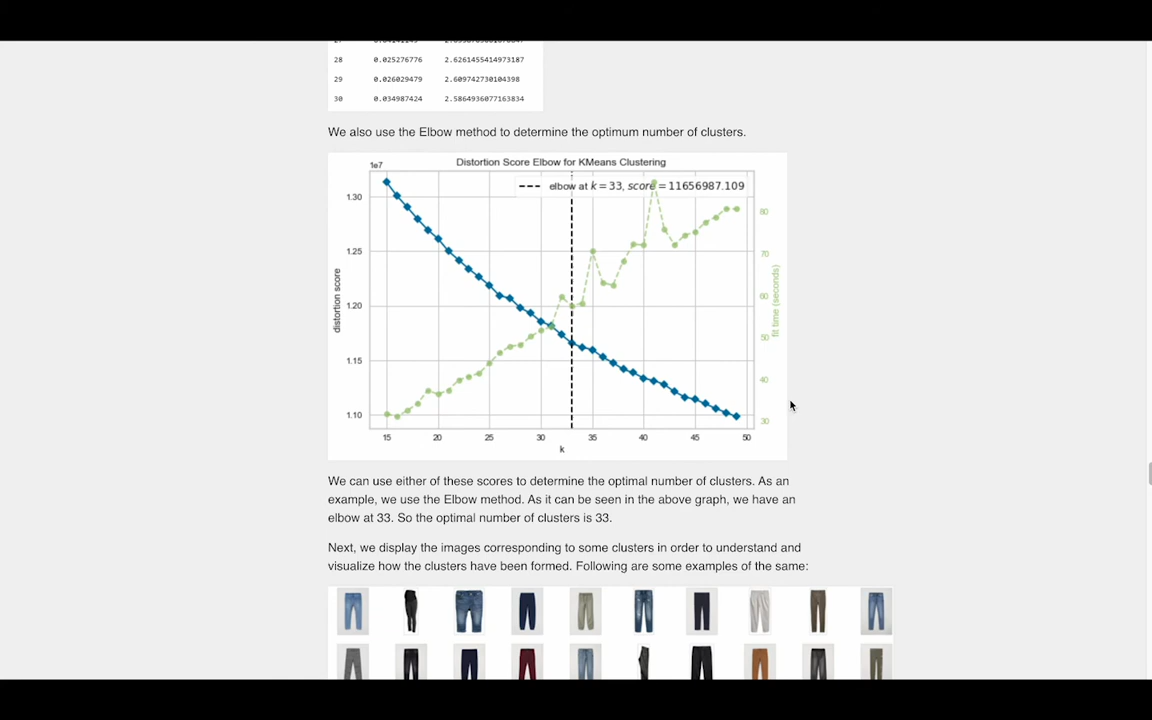 28 0.025276776 2.6261455414973187
29 0.026029479 2.609742730104398
30 0.034987424 2.5864936077163834
We also use the Elbow method to determine the optimum number of clusters.
Distortion Score Elbow for KMeans Clustering
1e7
elbow at k = 33, score = 11656987.109
1.30
1.25
1.20
1.15
1.10
distortion score
80
70
60
50
40
30
fit time (seconds)
15 20 25 30 35 40 45 50
k
We can use either of these scores to determine the optimal number of clusters. As an
example, we use the Elbow method. As it can be seen in the above graph, we have an
elbow at 33. So the optimal number of clusters is 33.
Next, we display the images corresponding to some clusters in order to understand and
visualize how the clusters have been formed. Following are some examples of the same: